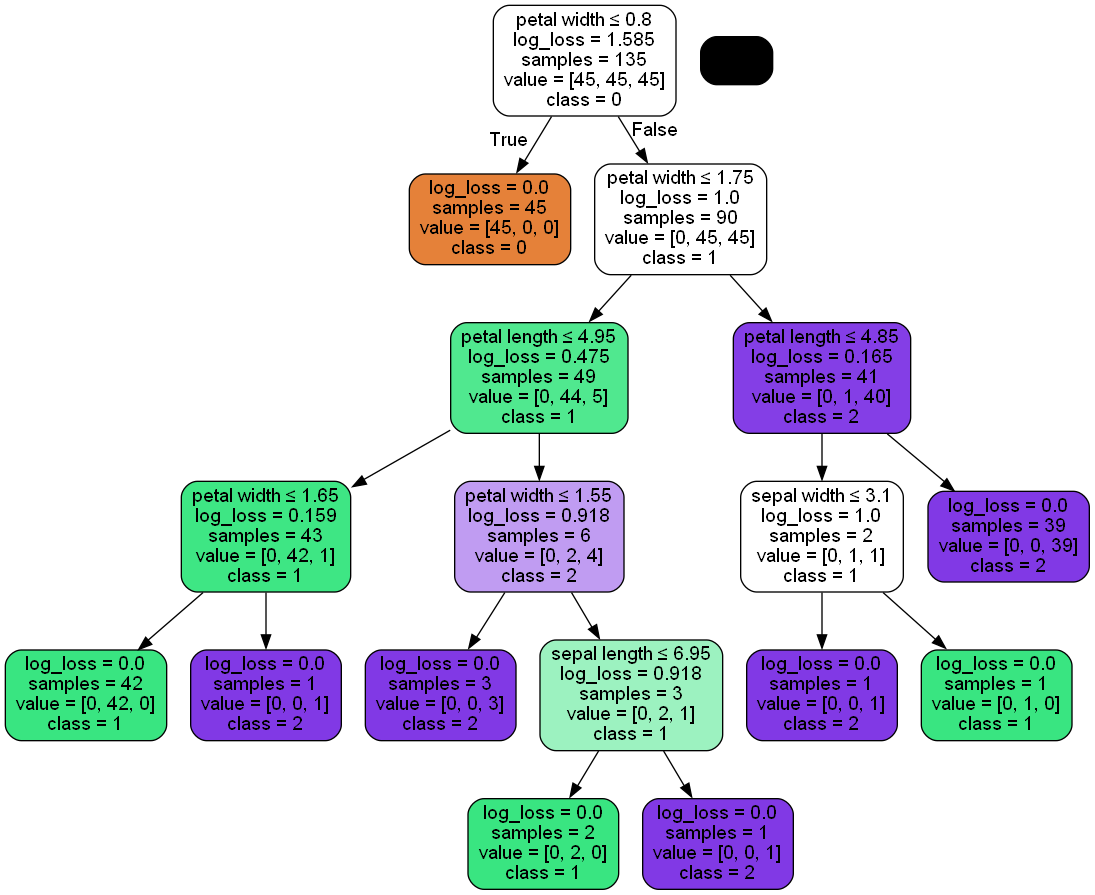 petal width ≤ 0.8
log_loss = 1.585
samples = 135
value = [45, 45, 45]
class = 0
True
False
log_loss = 0.0
samples = 45
value = [45, 0, 0]
class = 0
petal width ≤ 1.75
log_loss = 1.0
samples = 90
value = [0, 45, 45]
class = 1
petal length ≤ 4.95
log_loss = 0.475
samples = 49
value = [0, 44, 5]
class = 1
petal length ≤ 4.85
log_loss = 0.165
samples = 41
value = [0, 1, 40]
class = 2
petal width ≤ 1.65
log_loss = 0.159
samples = 43
value = [0, 42, 1]
class = 1
petal width ≤ 1.55
log_loss = 0.918
samples = 6
value = [0, 2, 4]
class = 2
sepal width ≤ 3.1
log_loss = 1.0
samples = 2
value = [0, 1, 1]
class = 1
log_loss = 0.0
samples = 39
value = [0, 0, 39]
class = 2
log_loss = 0.0
samples = 42
value = [0, 42, 0]
class = 1
log_loss = 0.0
samples = 1
value = [0, 0, 1]
class = 2
log_loss = 0.0
samples = 3
value = [0, 0, 3]
class = 2
sepal length ≤ 6.95
log_loss = 0.918
samples = 3
value = [0, 2, 1]
class = 1
log_loss = 0.0
samples = 1
value = [0, 0, 1]
class = 2
log_loss = 0.0
samples = 1
value = [0, 1, 0]
class = 1
log_loss = 0.0
samples = 2
value = [0, 2, 0]
class = 1
log_loss = 0.0
samples = 1
value = [0, 0, 1]
class = 2